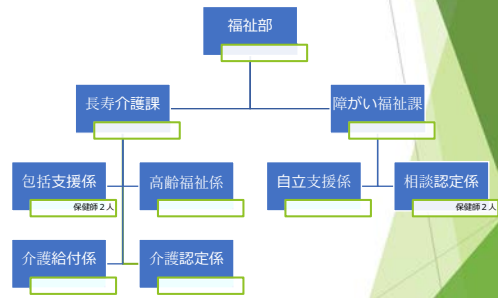 福祉部
長寿介護課
障がい福祉課
包括支援係
保健師２人
高齢福祉係
自立支援係
相談認定係
保健師２人
介護給付係
介護認定係